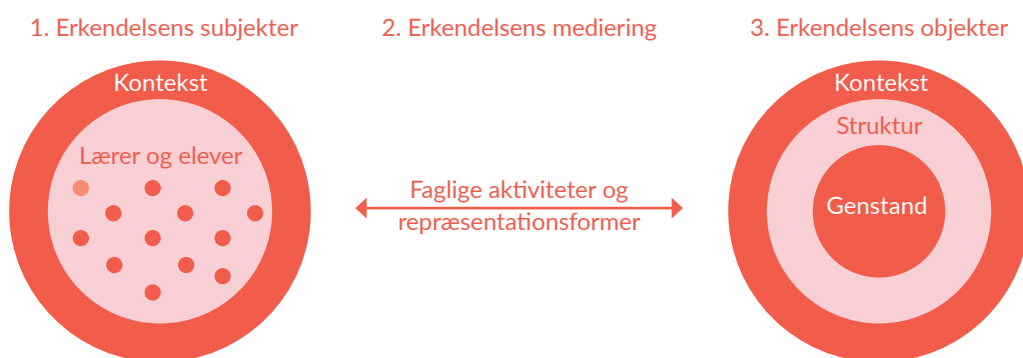 1. Erkendelsens subjekter
2. Erkendelsens mediering
3. Erkendelsens objekter
Kontekst
Lærer og elever
Faglige aktiviteter og
repræsentationsformer
Kontekst
Struktur
Genstand